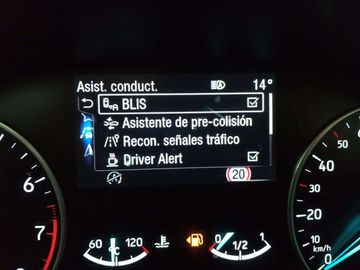 Asist. conduct. 14°
BLIS
Asistente de pre-colisión
Recon. señales tráfico
Driver Alert
20
7
6
50
40
30
20
10
0
60 °C 120
0 1/2 1